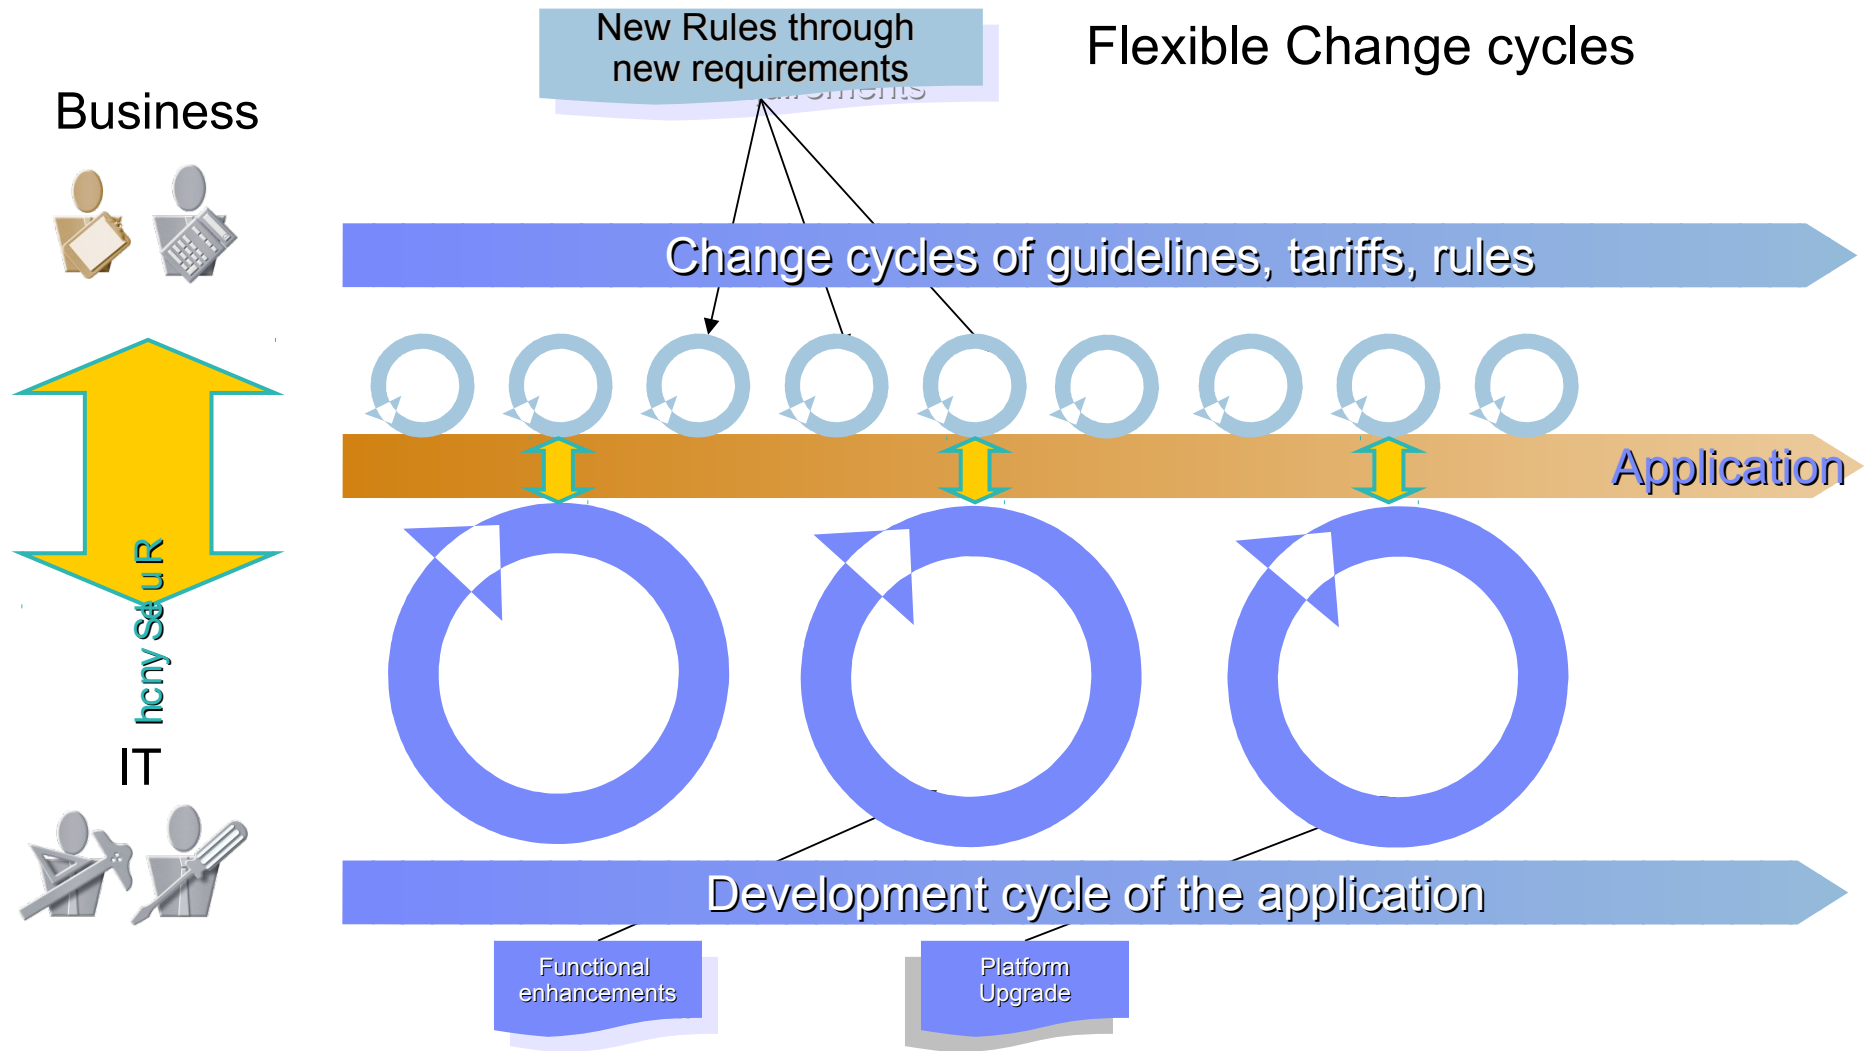 New Rules through
new requirements
Flexible Change cycles
Business
Change cycles of guidelines, tariffs, rules
Application
IT
Development cycle of the application
Functional
enhancements
Platform
Upgrade